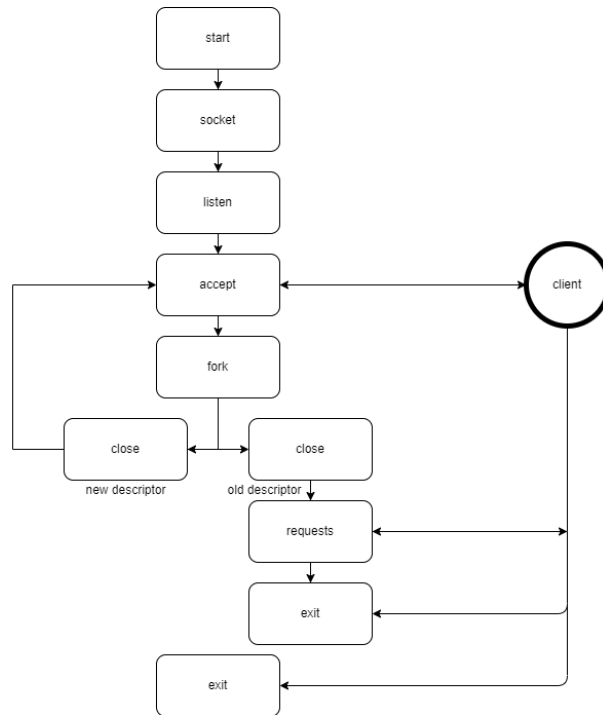 start
socket
listen
accept
client
fork
close
close
new descriptor
old descriptor
requests
exit
exit